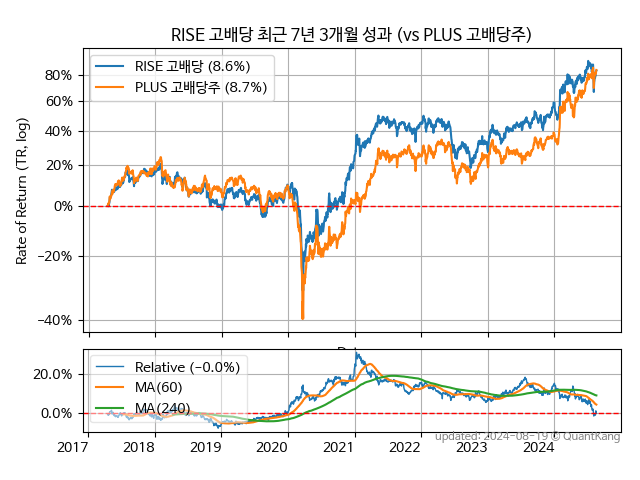 RISE 고배당 최근 7년 3개월 성과 (vs PLUS 고배당주)
Rate of Return (TR, log)
80%
60%
40%
20%
0%
−20%
−40%
RISE 고배당 (8.6%)
PLUS 고배당주 (8.7%)
20.0%
0.0%
Relative (−0.0%)
MA(60)
MA(240)
2017 2018 2019 2020 2021 2022 2023 2024
updated: 2024-08-19 © QuantKang